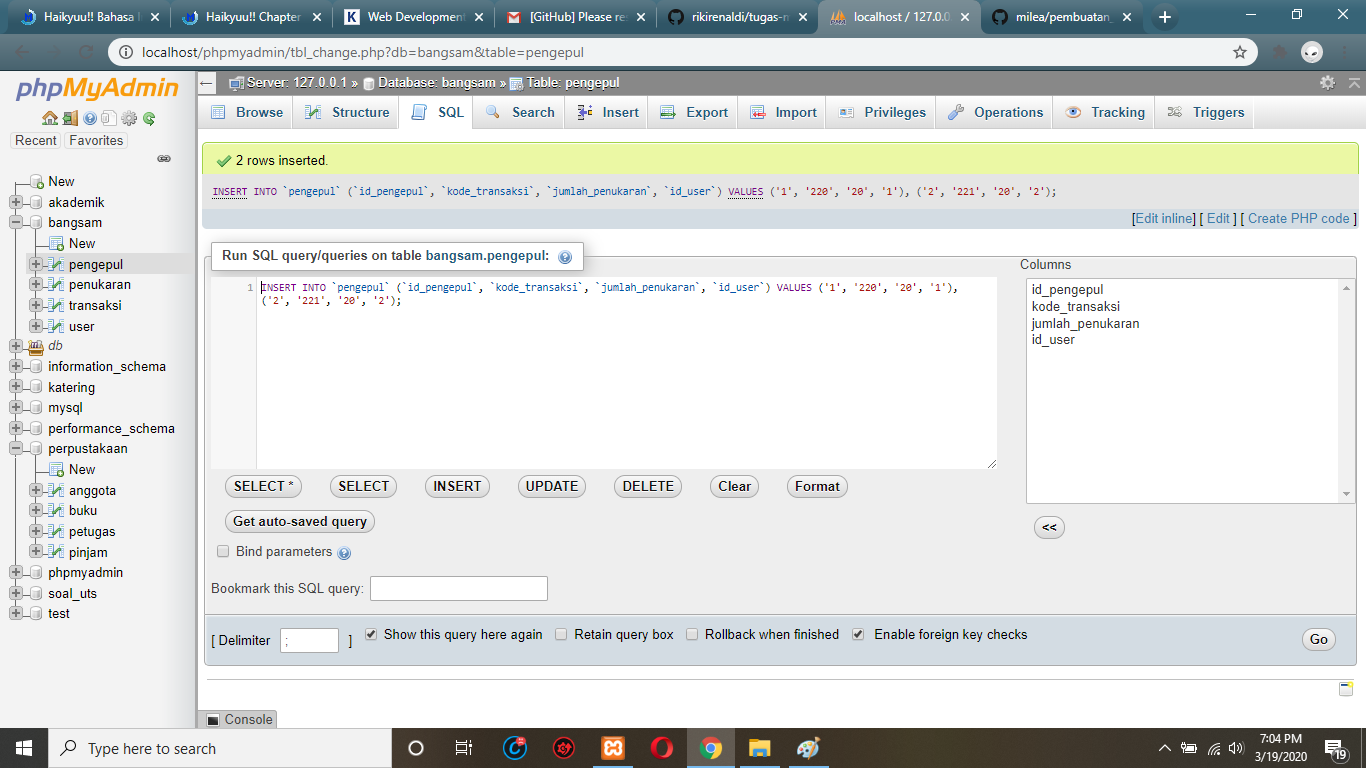 Haikyuu!! Bahasa I
Haikyuu!! Chapter
Web Development
[GitHub] Please re
rikirenaldi/tugas-m
localhost / 127.0.0
milea/pembuatan_
localhost/phpmyadmin/tbl_change.php?db=bangsam&table=pengepul
phpMyAdmin
Recent Favorites
New
akademik
bangsam
New
pengepul
penukaran
transaksi
user
db
information_schema
katering
mysql
performance_schema
perpustakaan
New
anggota
buku
petugas
pinjam
phpmyadmin
soal_uts
test
Server: 127.0.0.1 » Database: bangsam » Table: pengepul
Browse Structure SQL Search Insert Export Import Privileges Operations Tracking Triggers
2 rows inserted.
INSERT INTO `pengepul` (`id_pengepul`, `kode_transaksi`, `jumlah_penukaran`, `id_user`) VALUES ('1', '220', '20', '1'), ('2', '221', '20', '2');
[Edit inline] [ Edit ] [ Create PHP code ]
Run SQL query/queries on table bangsam.pengepul:
1 INSERT INTO `pengepul` (`id_pengepul`, `kode_transaksi`, `jumlah_penukaran`, `id_user`) VALUES ('1', '220', '20', '1'),
('2', '221', '20', '2');
Columns
id_pengepul
kode_transaksi
jumlah_penukaran
id_user
SELECT * SELECT INSERT UPDATE DELETE Clear Format
Get auto-saved query
<<
Bind parameters
Bookmark this SQL query:
[ Delimiter ; ] Show this query here again Retain query box Rollback when finished Enable foreign key checks Go
Console
Type here to search
7:04 PM
3/19/2020
19